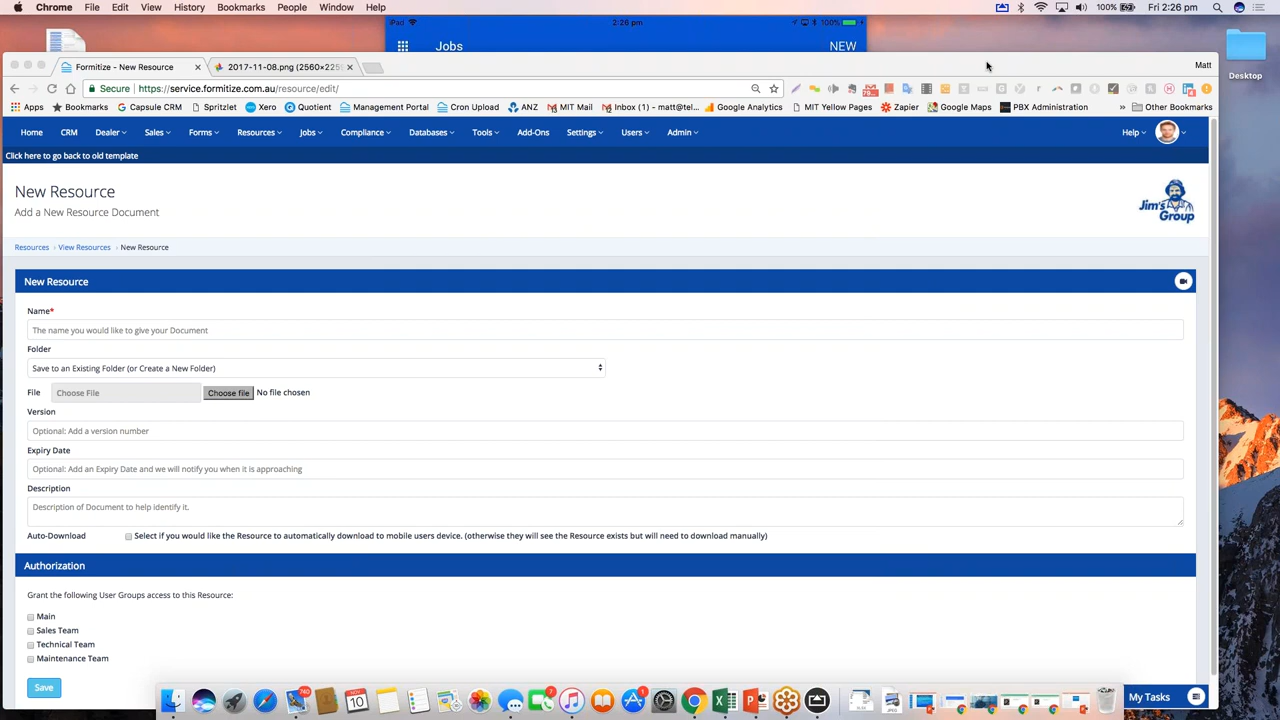 Chrome File Edit View History Bookmarks People Window Help 100% Fri 2:26 pm
iPad 2:26 pm 100%
Jobs NEW
Formitize - New Resource
2017-11-08.png (2560×225
Matt
Desktop
Secure https://service.formitize.com.au/resource/edit/
Apps Bookmarks Capsule CRM Spritzlet Xero Quotient Management Portal Cron Upload ANZ MIT Mail Inbox (1) - matt@tel... Google Analytics MIT Yellow Pages Zapier Google Maps PBX Administration » Other Bookmarks
Home CRM Dealer Sales Forms Resources Jobs Compliance Databases Tools Add-Ons Settings Users Admin Help
Click here to go back to old template
New Resource
Add a New Resource Document
Jim's
Group
Resources View Resources New Resource
New Resource
Name*
The name you would like to give your Document
Folder
Save to an Existing Folder (or Create a New Folder)
File Choose File Choose file No file chosen
Version
Optional: Add a version number
Expiry Date
Optional: Add an Expiry Date and we will notify you when it is approaching
Description
Description of Document to help identify it.
Auto-Download Select if you would like the Resource to automatically download to mobile users device. (otherwise they will see the Resource exists but will need to download manually)
Authorization
Grant the following User Groups access to this Resource:
Main
Sales Team
Technical Team
Maintenance Team
Save
My Tasks